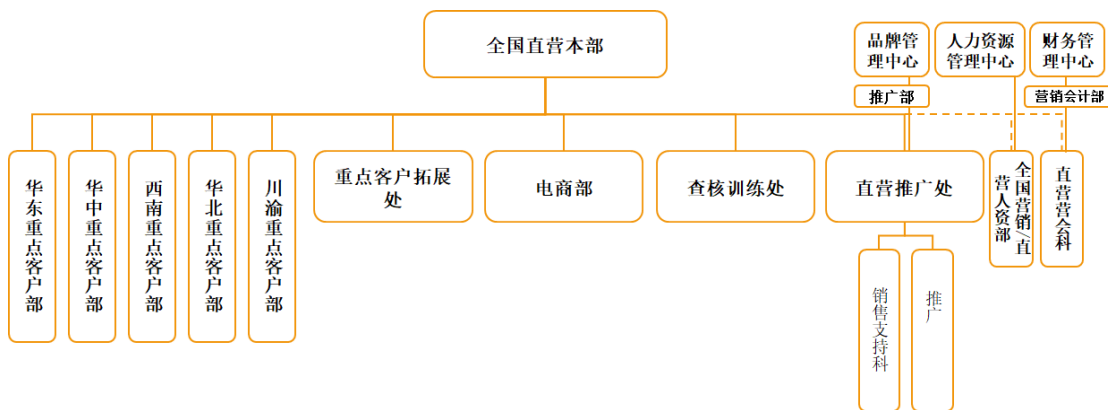 全国直营本部
品牌管
理中心
人力资源
管理中心
财务管
理中心
推广部
营销会计部
华东重点客户部
华中重点客户部
西南重点客户部
华北重点客户部
川渝重点客户部
重点客户拓展
处
电商部
查核训练处
直营推广处
全国营销/直
营人资部
直营营会科
销售支持科
推广